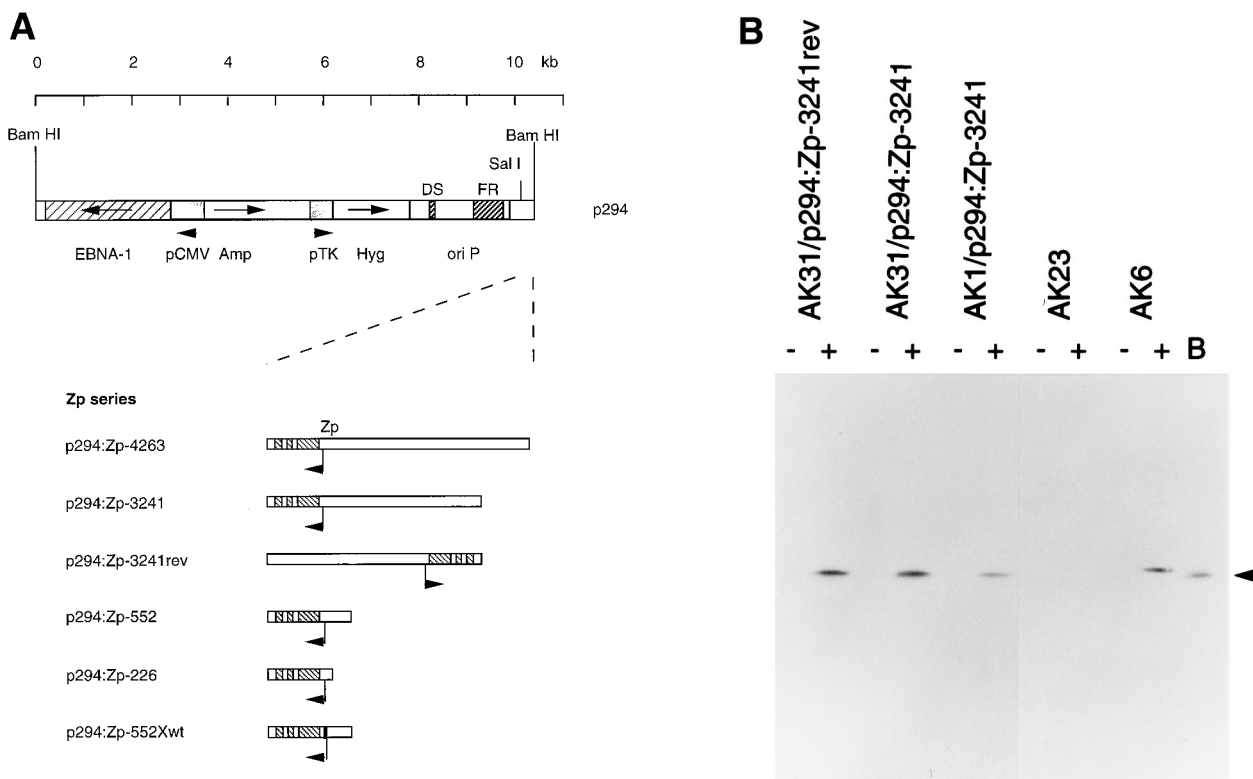 A
0 2 4 6 8 10 kb
Bam HI Bam HI
Sal I
DS FR
p294
EBNA-1 pCMV Amp pTK Hyg ori P
Zp series
Zp
p294:Zp-4263
p294:Zp-3241
p294:Zp-3241rev
p294:Zp-552
p294:Zp-226
p294:Zp-552Xwt
B
AK31/p294:Zp-3241rev
AK31/p294:Zp-3241
AK1/p294:Zp-3241
AK23
AK6
- + - + - + - + - + B